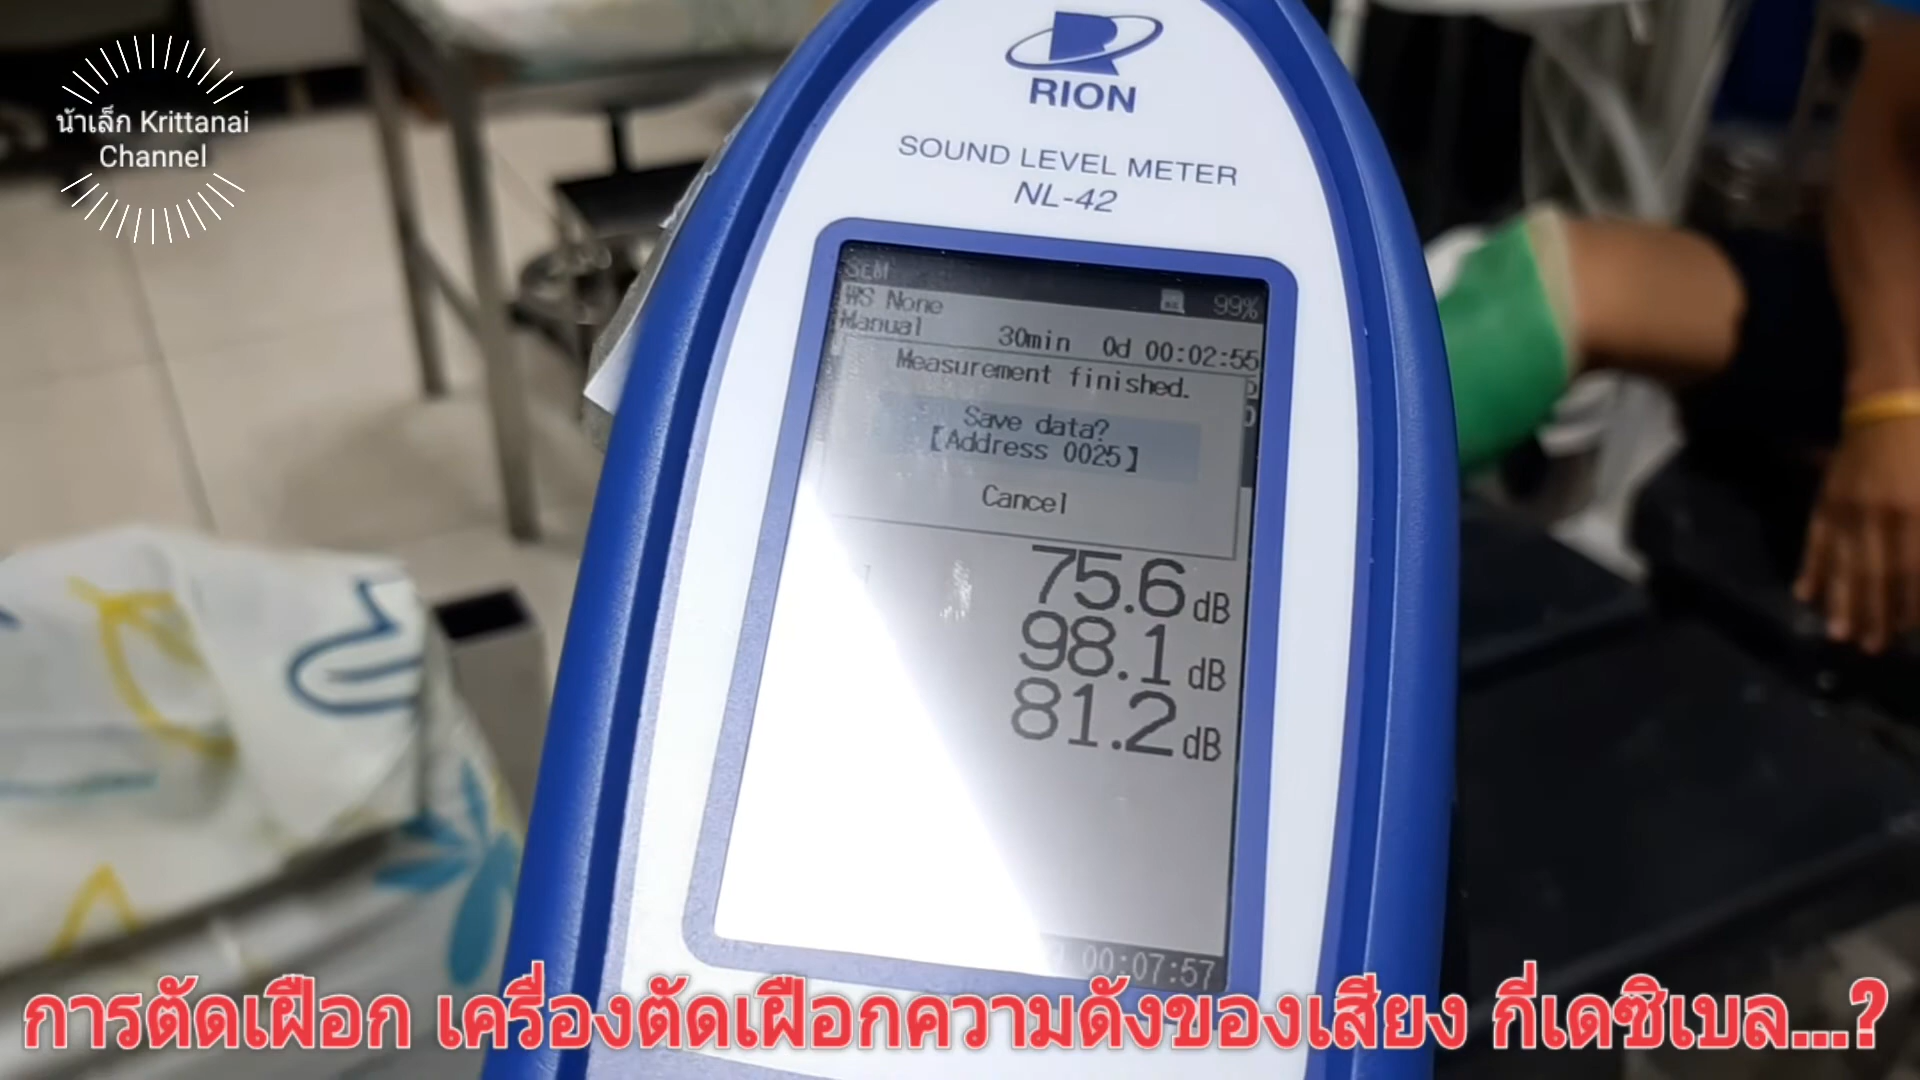 น้าเล็ก Krittanai
Channel
RION
SOUND LEVEL METER
NL-42
SLM
99%
WS None
Manual 30min 0d 00:02:55
Measurement finished.
Save data?
【Address 0025】
Cancel
75.6 dB
98.1 dB
81.2 dB
00:07:57
การตัดเฝือก เครื่องตัดเฝือกความดังของเสียง กี่เดซิเบล...?